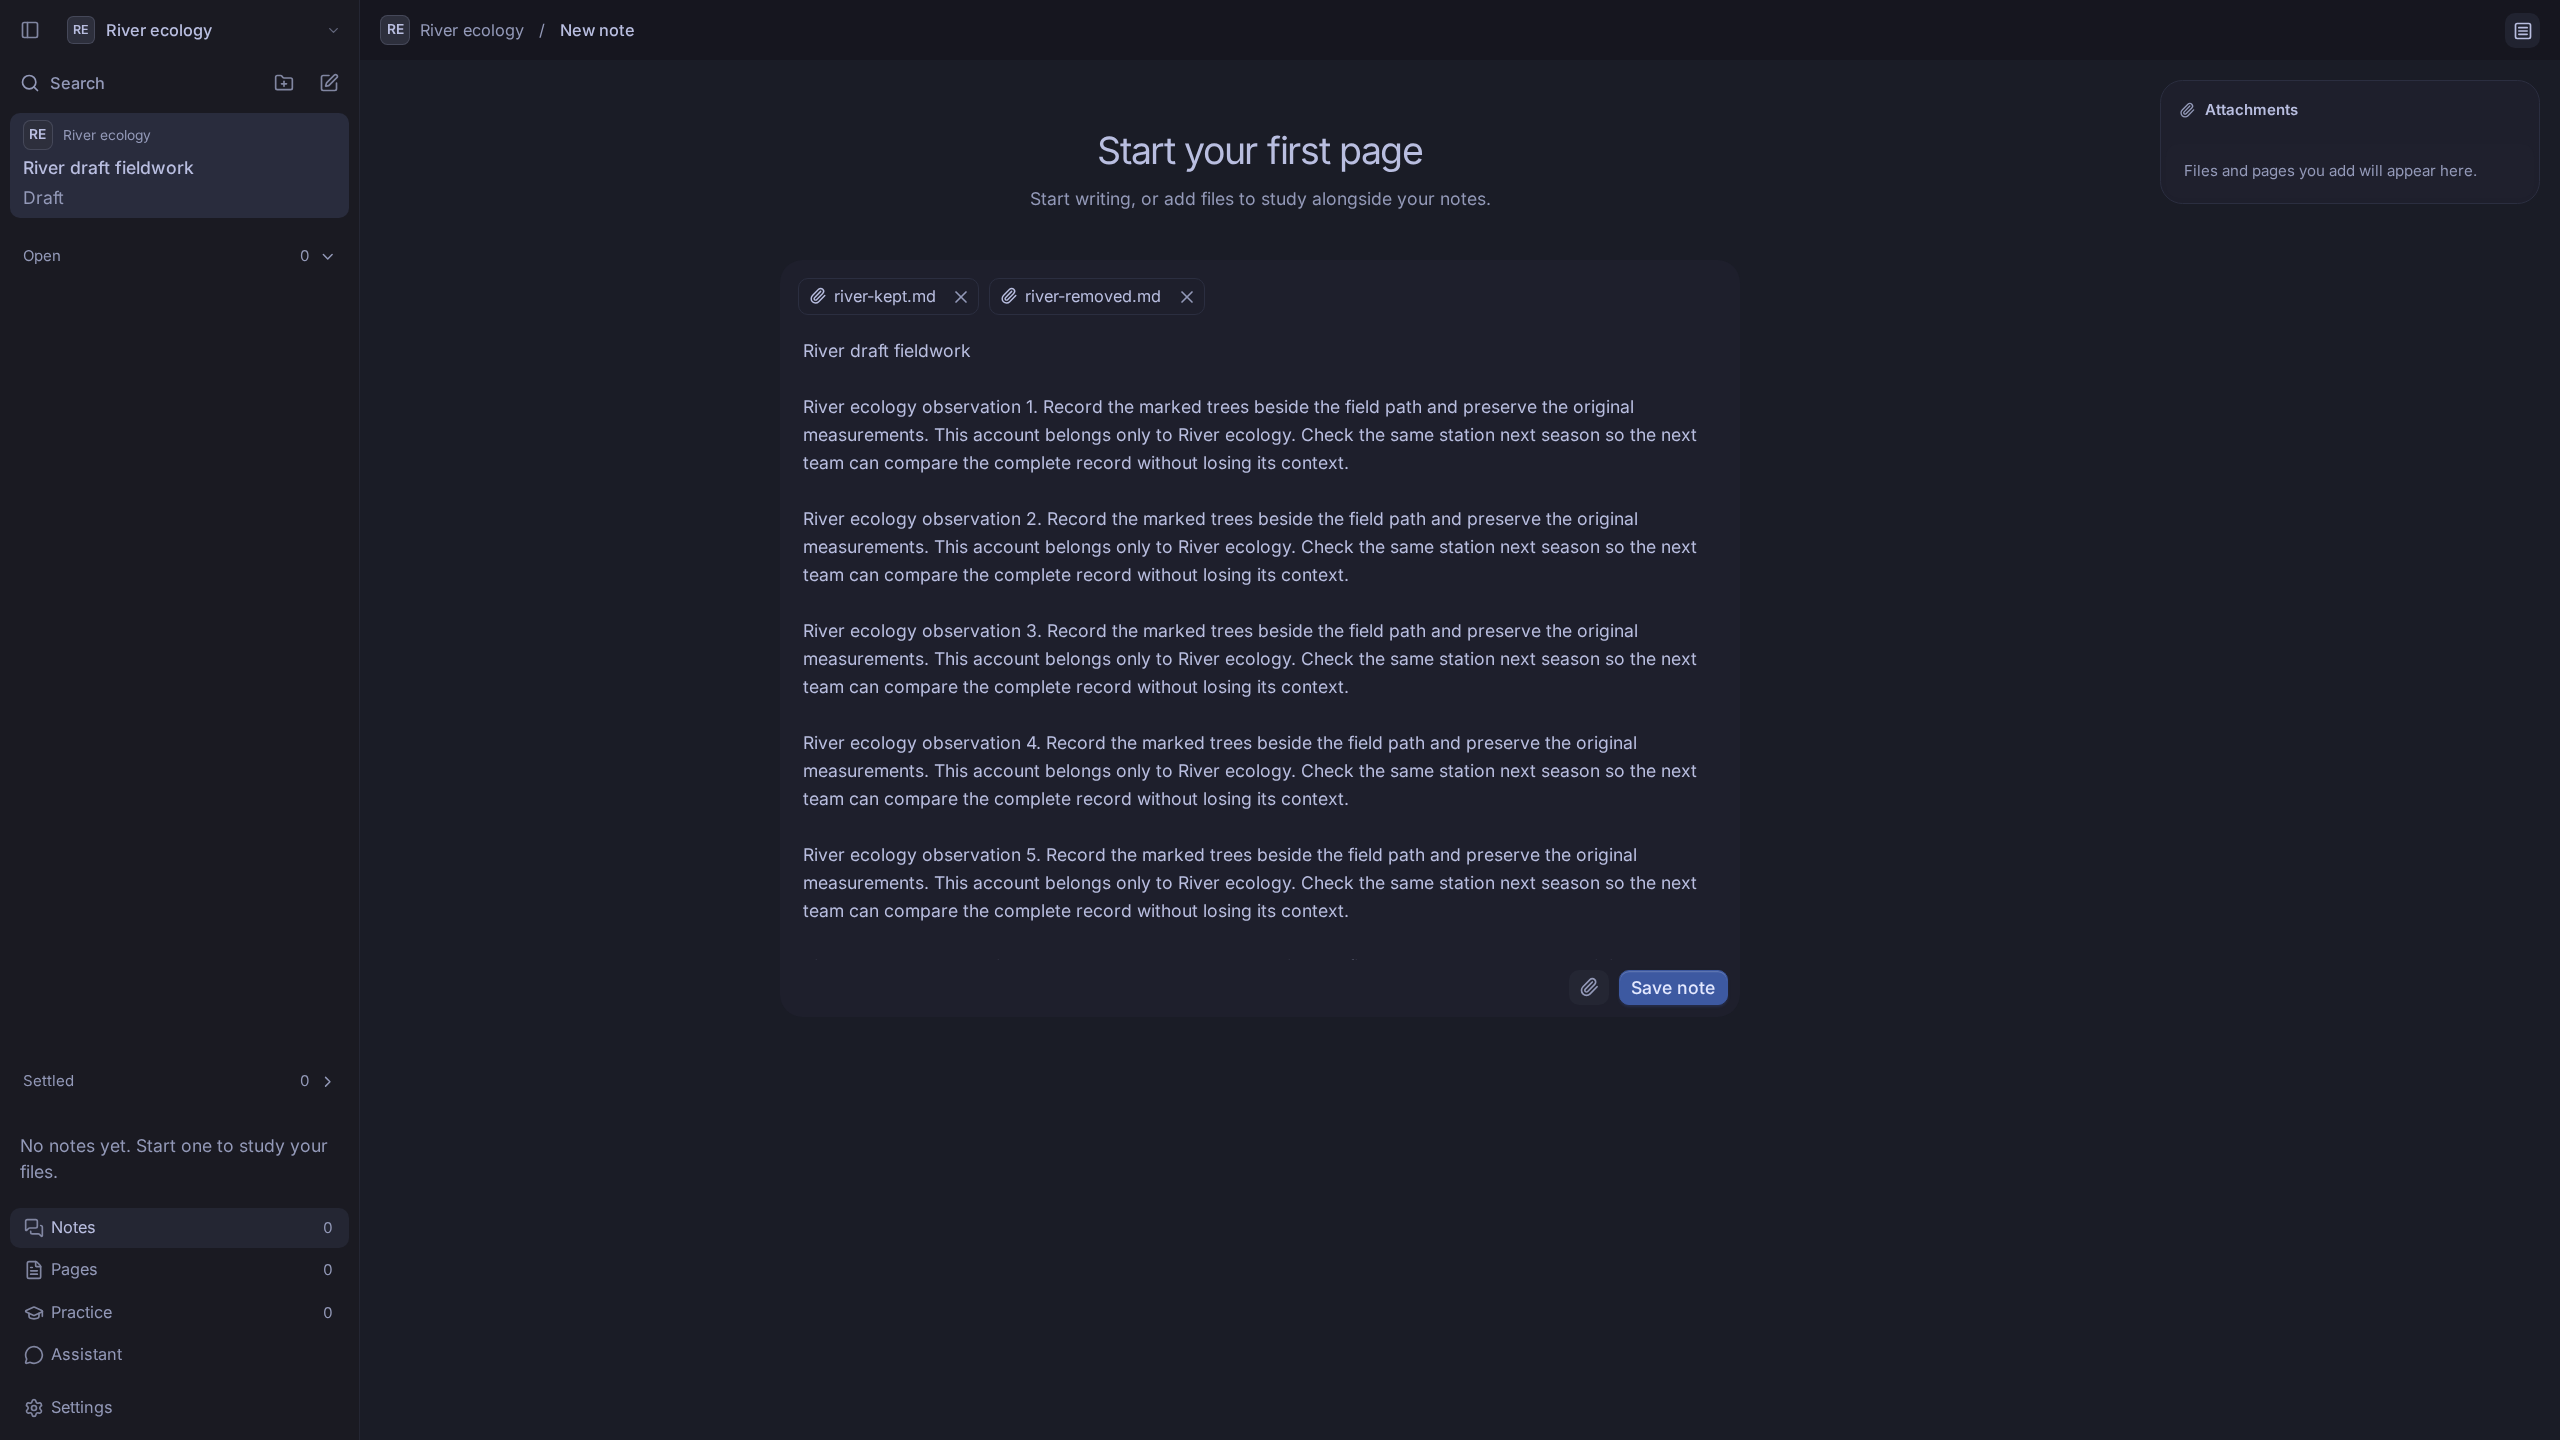 RE River ecology
RE River ecology / New note
Search
RE River ecology
River draft fieldwork
Draft
Open 0
Settled 0
No notes yet. Start one to study your
files.
Notes 0
Pages 0
Practice 0
Assistant
Settings
Start your first page
Start writing, or add files to study alongside your notes.
river-kept.md
river-removed.md
River draft fieldwork
River ecology observation 1. Record the marked trees beside the field path and preserve the original
measurements. This account belongs only to River ecology. Check the same station next season so the next
team can compare the complete record without losing its context.
River ecology observation 2. Record the marked trees beside the field path and preserve the original
measurements. This account belongs only to River ecology. Check the same station next season so the next
team can compare the complete record without losing its context.
River ecology observation 3. Record the marked trees beside the field path and preserve the original
measurements. This account belongs only to River ecology. Check the same station next season so the next
team can compare the complete record without losing its context.
River ecology observation 4. Record the marked trees beside the field path and preserve the original
measurements. This account belongs only to River ecology. Check the same station next season so the next
team can compare the complete record without losing its context.
River ecology observation 5. Record the marked trees beside the field path and preserve the original
measurements. This account belongs only to River ecology. Check the same station next season so the next
team can compare the complete record without losing its context.
Save note
Attachments
Files and pages you add will appear here.